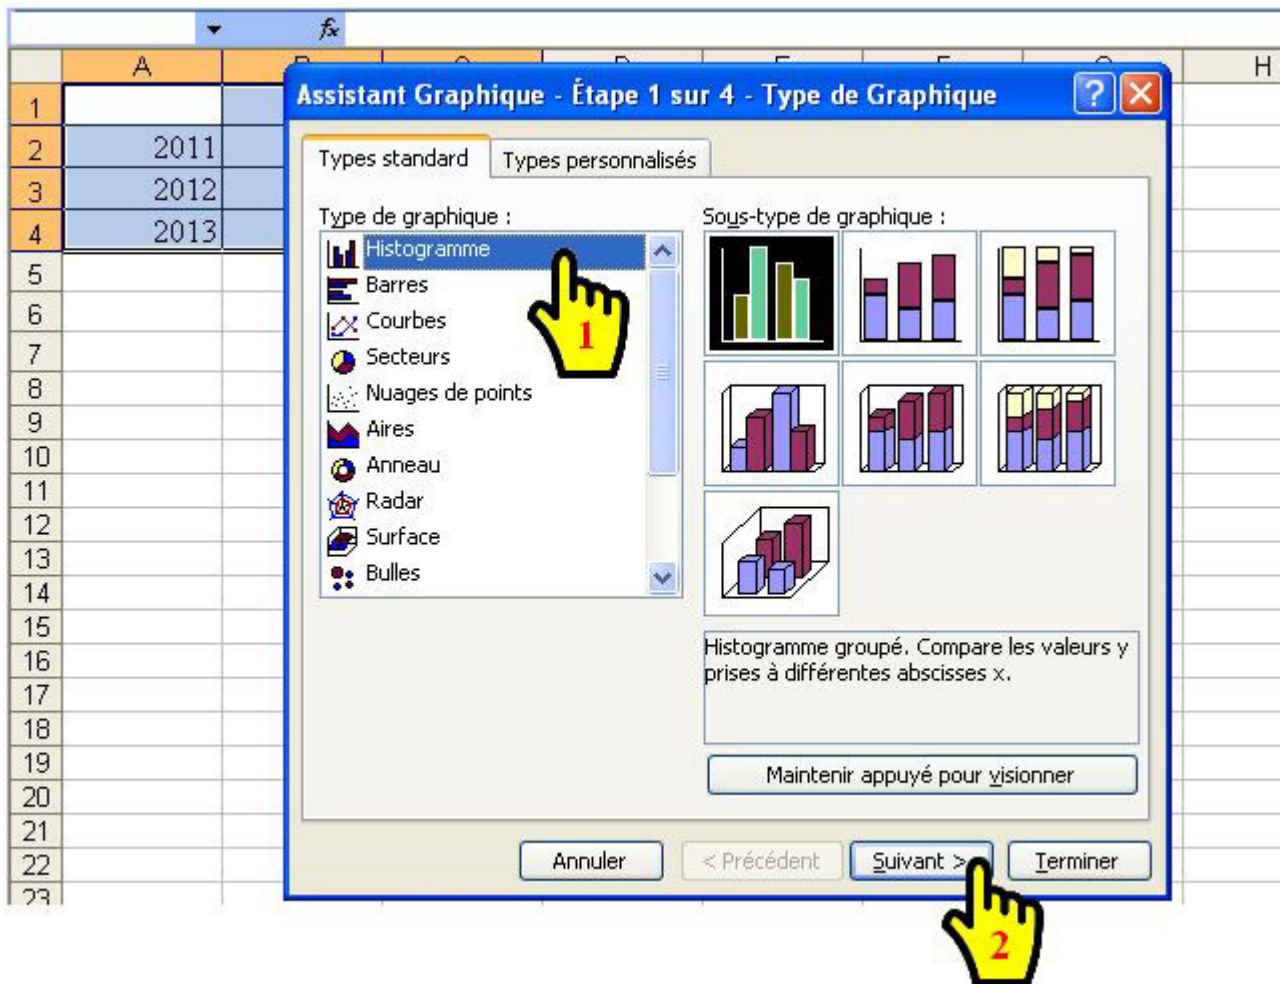 fx
A
H
Assistant Graphique - Étape 1 sur 4 - Type de Graphique
?
Types standard
Types personnalisés
Type de graphique :
Sous-type de graphique :
Histogramme
Barres
Courbes
Secteurs
Nuages de points
Aires
Anneau
Radar
Surface
Bulles
1
Histogramme groupé. Compare les valeurs y
prises à différentes abscisses x.
Maintenir appuyé pour visionner
Annuler
< Précédent
Suivant >
Terminer
2
1
2 2011
3 2012
4 2013
5
6
7
8
9
10
11
12
13
14
15
16
17
18
19
20
21
22
23